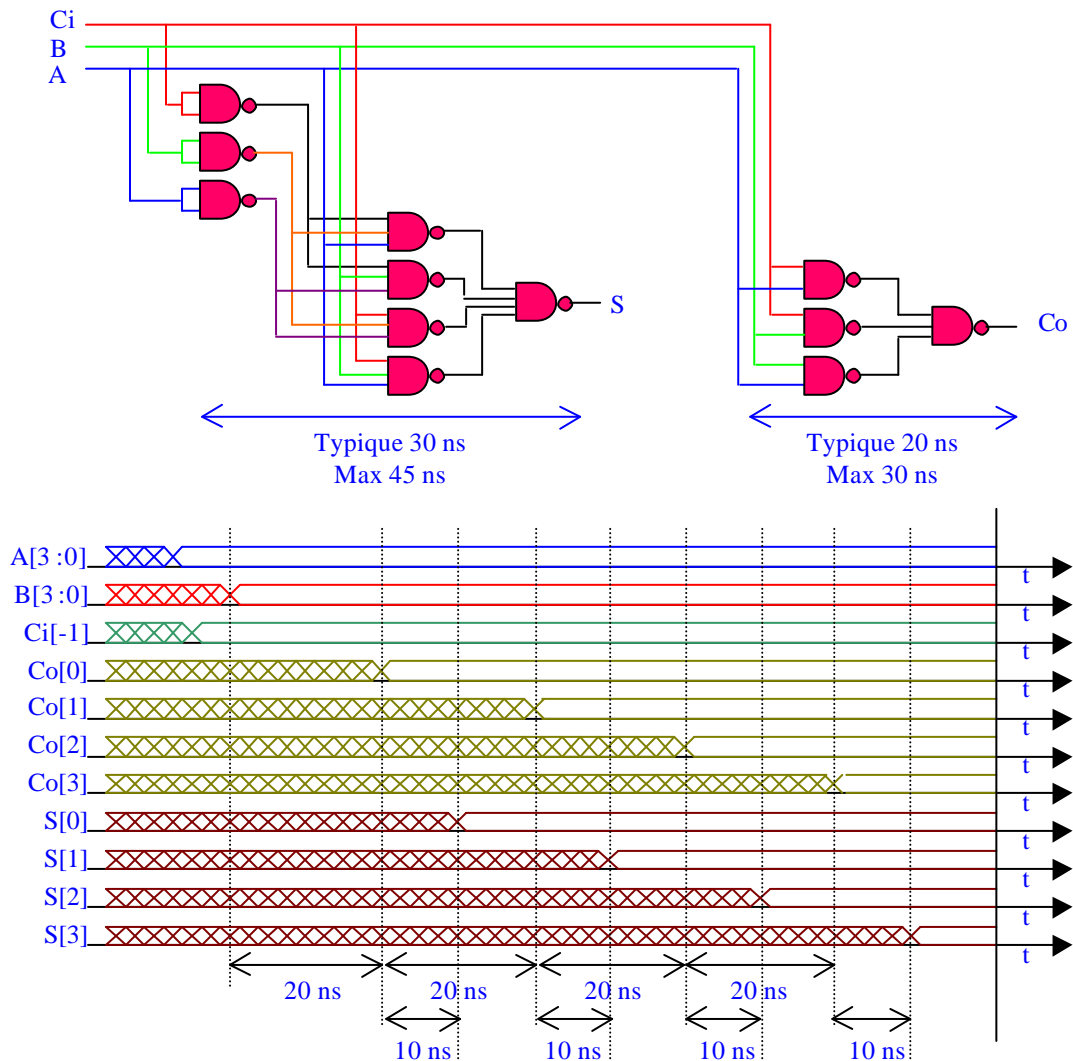 Ci
B
A
S
Co
Typique 30 ns
Max 45 ns
Typique 20 ns
Max 30 ns
A[3 :0]
t
B[3:0]
t
Ci[-1]
t
Co[0]
t
Co[1]
t
Co[2]
t
Co[3]
t
S[0]
t
S[1]
t
S[2]
t
S[3]
t
20 ns
20 ns
20 ns
20 ns
10 ns
10 ns
10 ns
10 ns